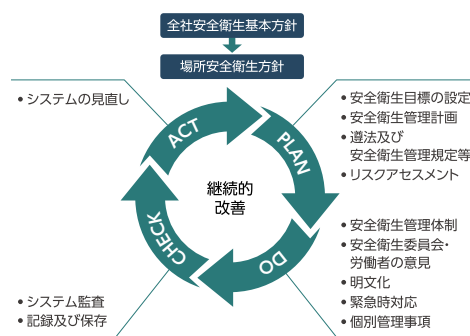 全社安全衛生基本方針
場所安全衛生方針
• システムの見直し
• 安全衛生目標の設定
• 安全衛生管理計画
• 遵法及び
安全衛生管理規定等
• リスクアセスメント
ACT
PLAN
継続的
改善
CHECK
DO
• 安全衛生管理体制
• 安全衛生委員会・
労働者の意見
• 明文化
• 緊急時対応
• 個別管理事項
• システム監査
• 記録及び保存